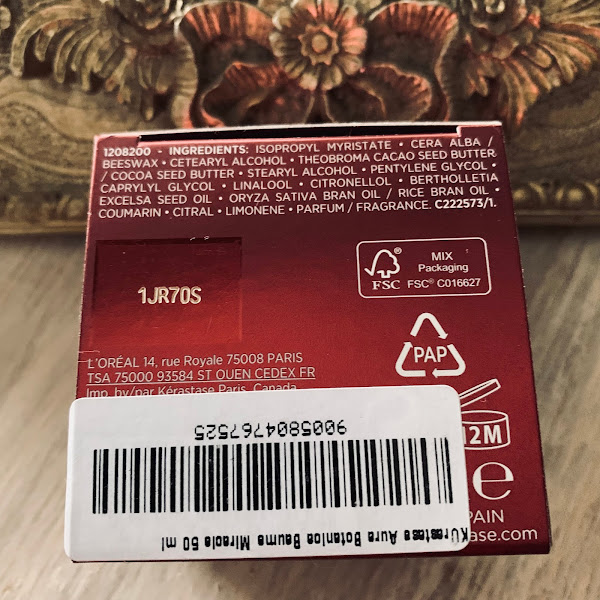 1208200 - INGREDIENTS: ISOPROPYL MYRISTATE • CERA ALBA /
BEESWAX • CETEARYL ALCOHOL • THEOBROMA CACAO SEED BUTTER
/ COCOA SEED BUTTER • STEARYL ALCOHOL • PENTYLENE GLYCOL •
CAPRYLYL GLYCOL • LINALOOL • CITRONELLOL • BERTHOLLETIA
EXCELSA SEED OIL • ORYZA SATIVA BRAN OIL / RICE BRAN OIL •
COUMARIN • CITRAL • LIMONENE • PARFUM / FRAGRANCE. C222573/1.
1JR70S
MIX
Packaging
FSC
FSC® C016627
PAP
L'ORÉAL 14, rue Royale 75008 PARIS
TSA 75000 93584 ST OUEN CEDEX FR
Imp. by/par Kérastase Paris, Canada
12M
e
PAIN
ase.com
9005804767525
KÜrastase Aura Botanica Baume Miracle 50 ml